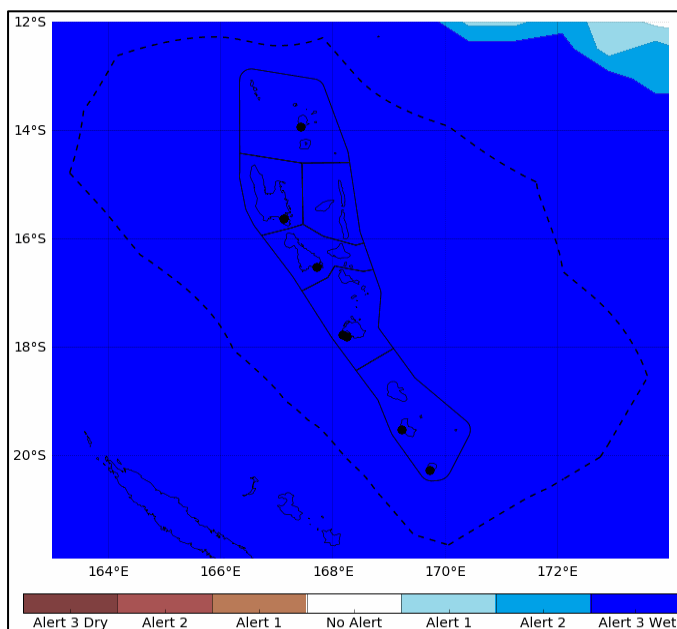 12°S
14°S
16°S
18°S
20°S
164°E 166°E 168°E 170°E 172°E
Alert 3 Dry Alert 2 Alert 1 No Alert Alert 1 Alert 2 Alert 3 Wet